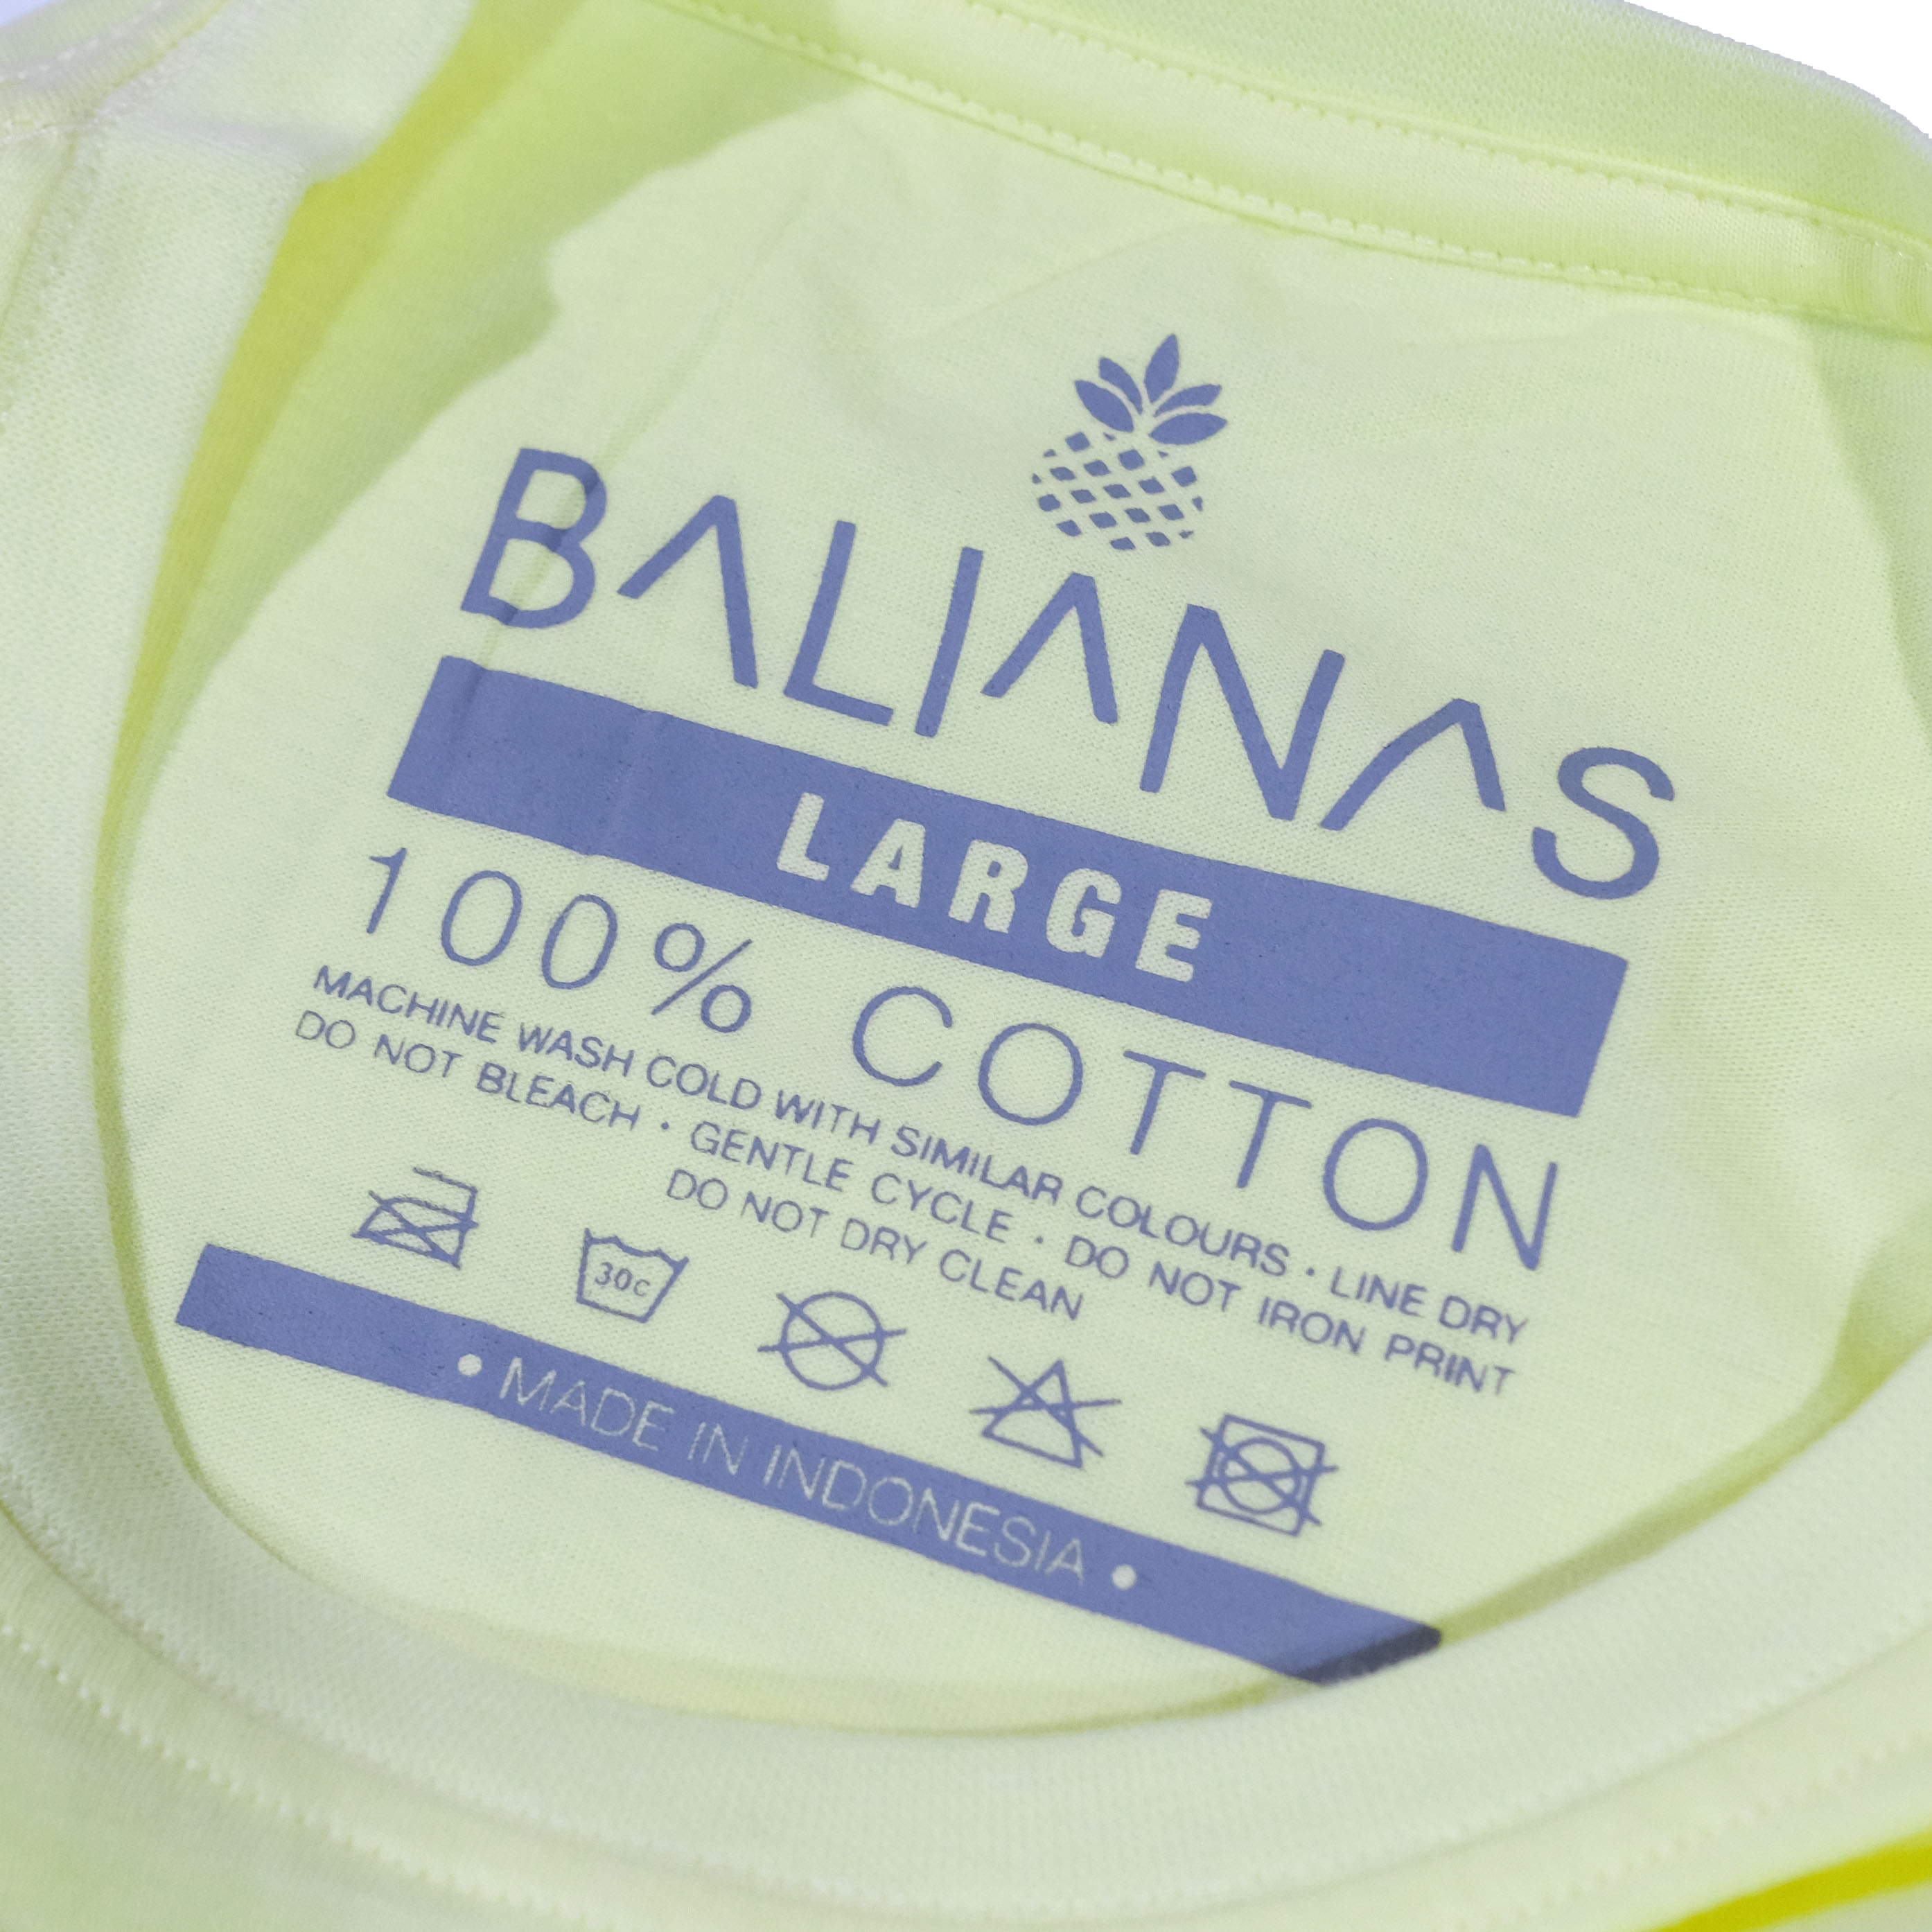 BALIANAS
LARGE
100% COTTON
MACHINE WASH COLD WITH SIMILAR COLOURS • LINE DRY
DO NOT BLEACH • GENTLE CYCLE • DO NOT IRON PRINT
DO NOT DRY CLEAN
30c
• MADE IN INDONESIA •